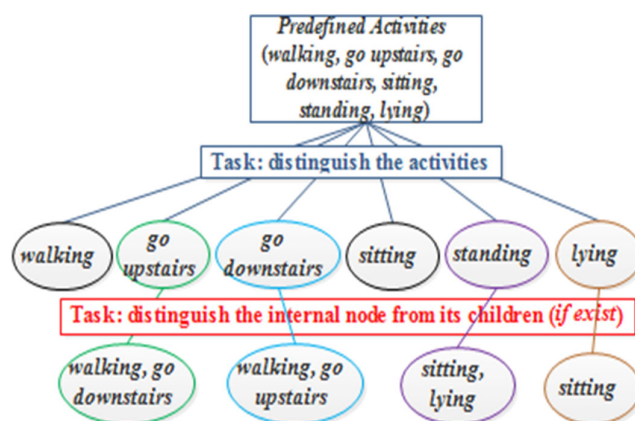 Predefined Activities
(walking, go upstairs, go
downstairs, sitting,
standing, lying)
Task: distinguish the activities
walking
go
upstairs
go
downstairs
sitting
standing
lying
Task: distinguish the internal node from its children (if exist)
walking, go
downstairs
walking, go
upstairs
sitting,
lying
sitting